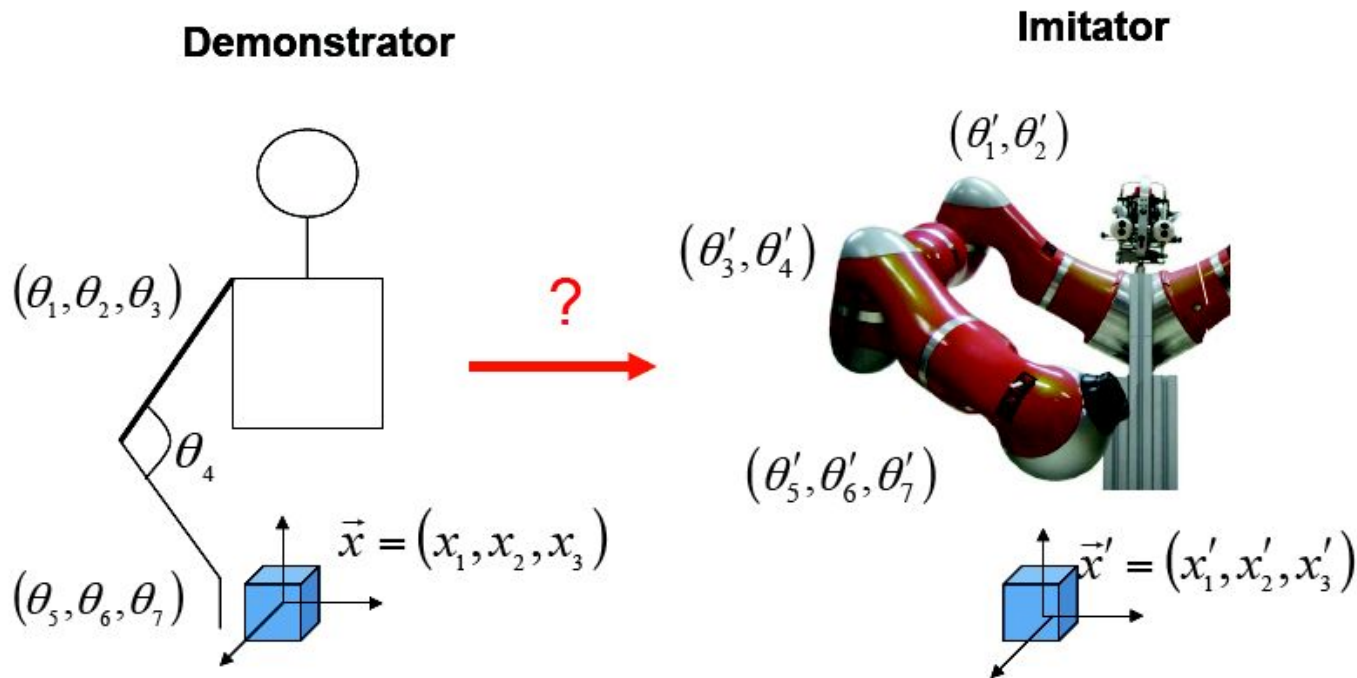 Demonstrator
Imitator
(θ₁,θ₂,θ₃)
θ₄
(θ₅,θ₆,θ₇)
x⃗ = (x₁,x₂,x₃)
?
(θ′₁,θ′₂)
(θ′₃,θ′₄)
(θ′₅,θ′₆,θ′₇)
x⃗′ = (x′₁,x′₂,x′₃)